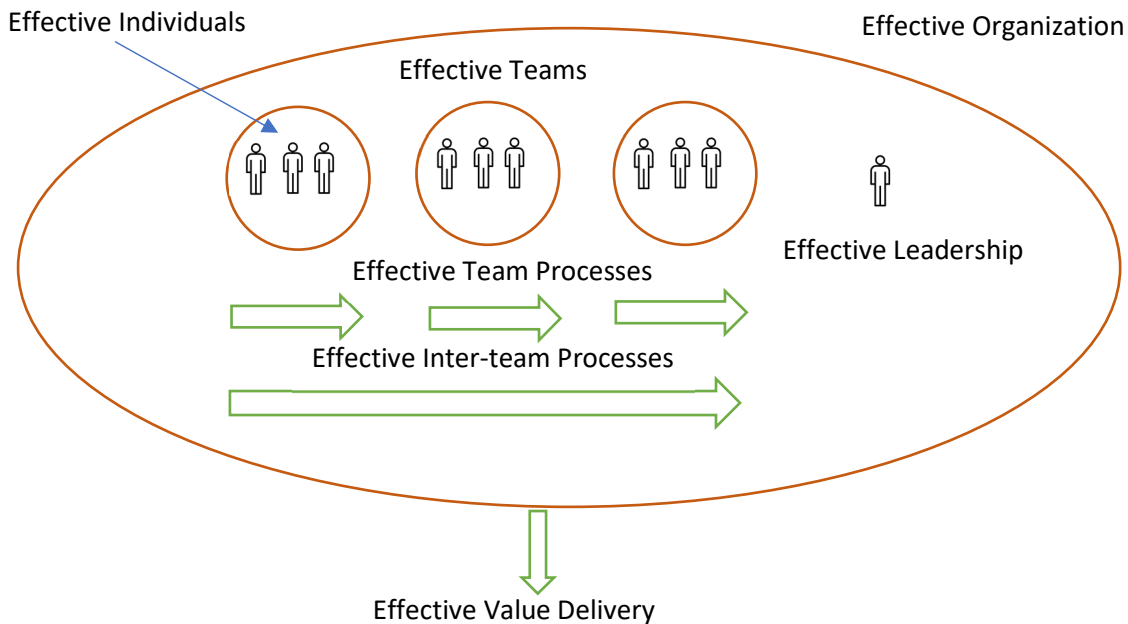 Effective Individuals
Effective Organization
Effective Teams
Effective Leadership
Effective Team Processes
Effective Inter-team Processes
Effective Value Delivery